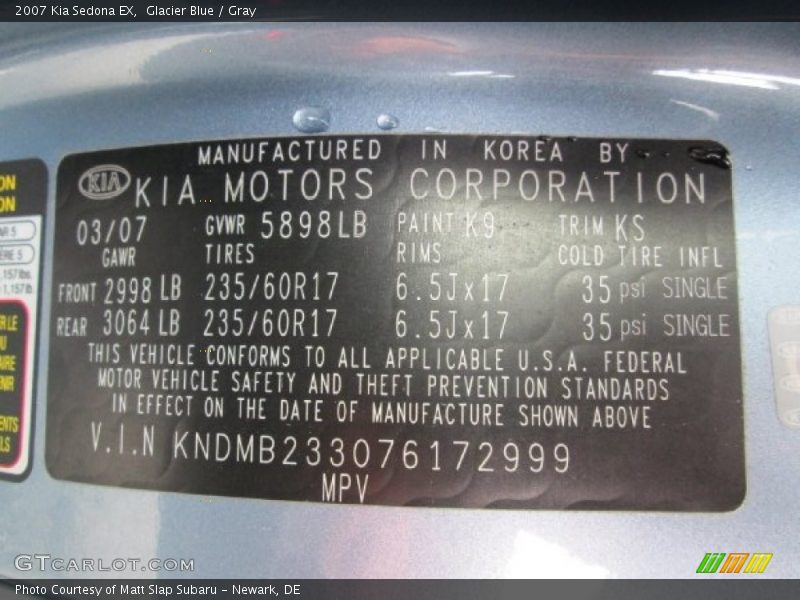 2007 Kia Sedona EX,  Glacier Blue / Gray
MANUFACTURED IN KOREA BY
KIA KIA MOTORS CORPORATION
03/07 GVWR 5898LB PAINT K9 TRIM KS
GAWR TIRES RIMS COLD TIRE INFL
FRONT 2998 LB 235/60R17 6.5Jx17 35 psi SINGLE
REAR 3064 LB 235/60R17 6.5Jx17 35 psi SINGLE
THIS VEHICLE CONFORMS TO ALL APPLICABLE U.S.A. FEDERAL
MOTOR VEHICLE SAFETY AND THEFT PREVENTION STANDARDS
IN EFFECT ON THE DATE OF MANUFACTURE SHOWN ABOVE
V.I.N KNDMB233076172999
MPV
GTCARLOT.COM
Photo Courtesy of Matt Slap Subaru - Newark, DE